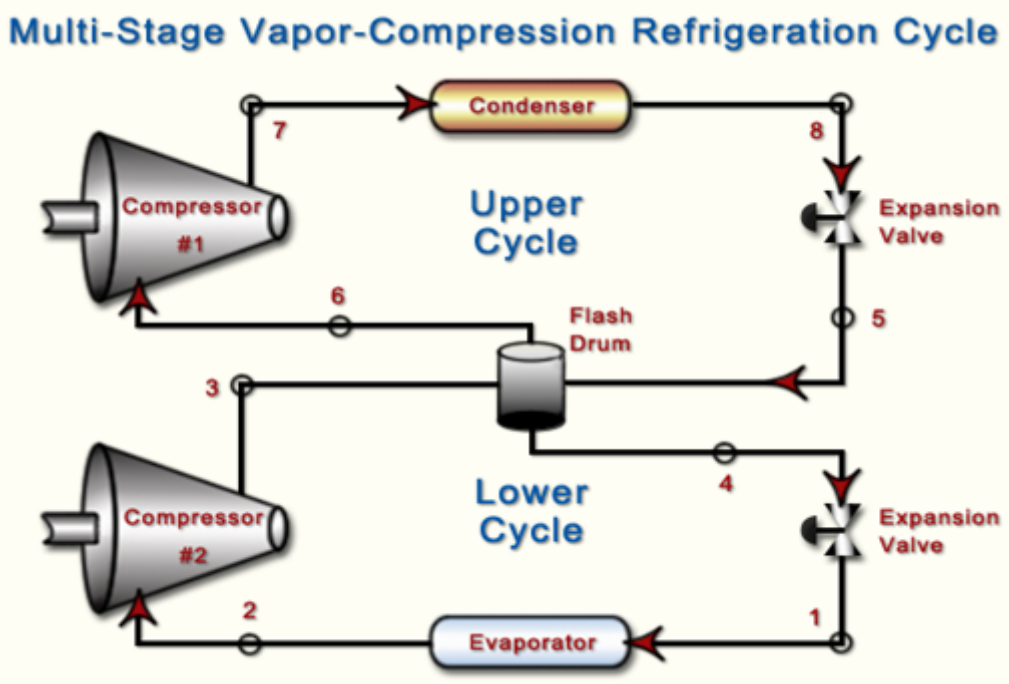 Multi-Stage Vapor-Compression Refrigeration Cycle
Condenser
7
8
Compressor
#1
Upper
Cycle
Expansion
Valve
6
Flash
Drum
5
3
4
Lower
Cycle
Compressor
#2
Expansion
Valve
2
1
Evaporator